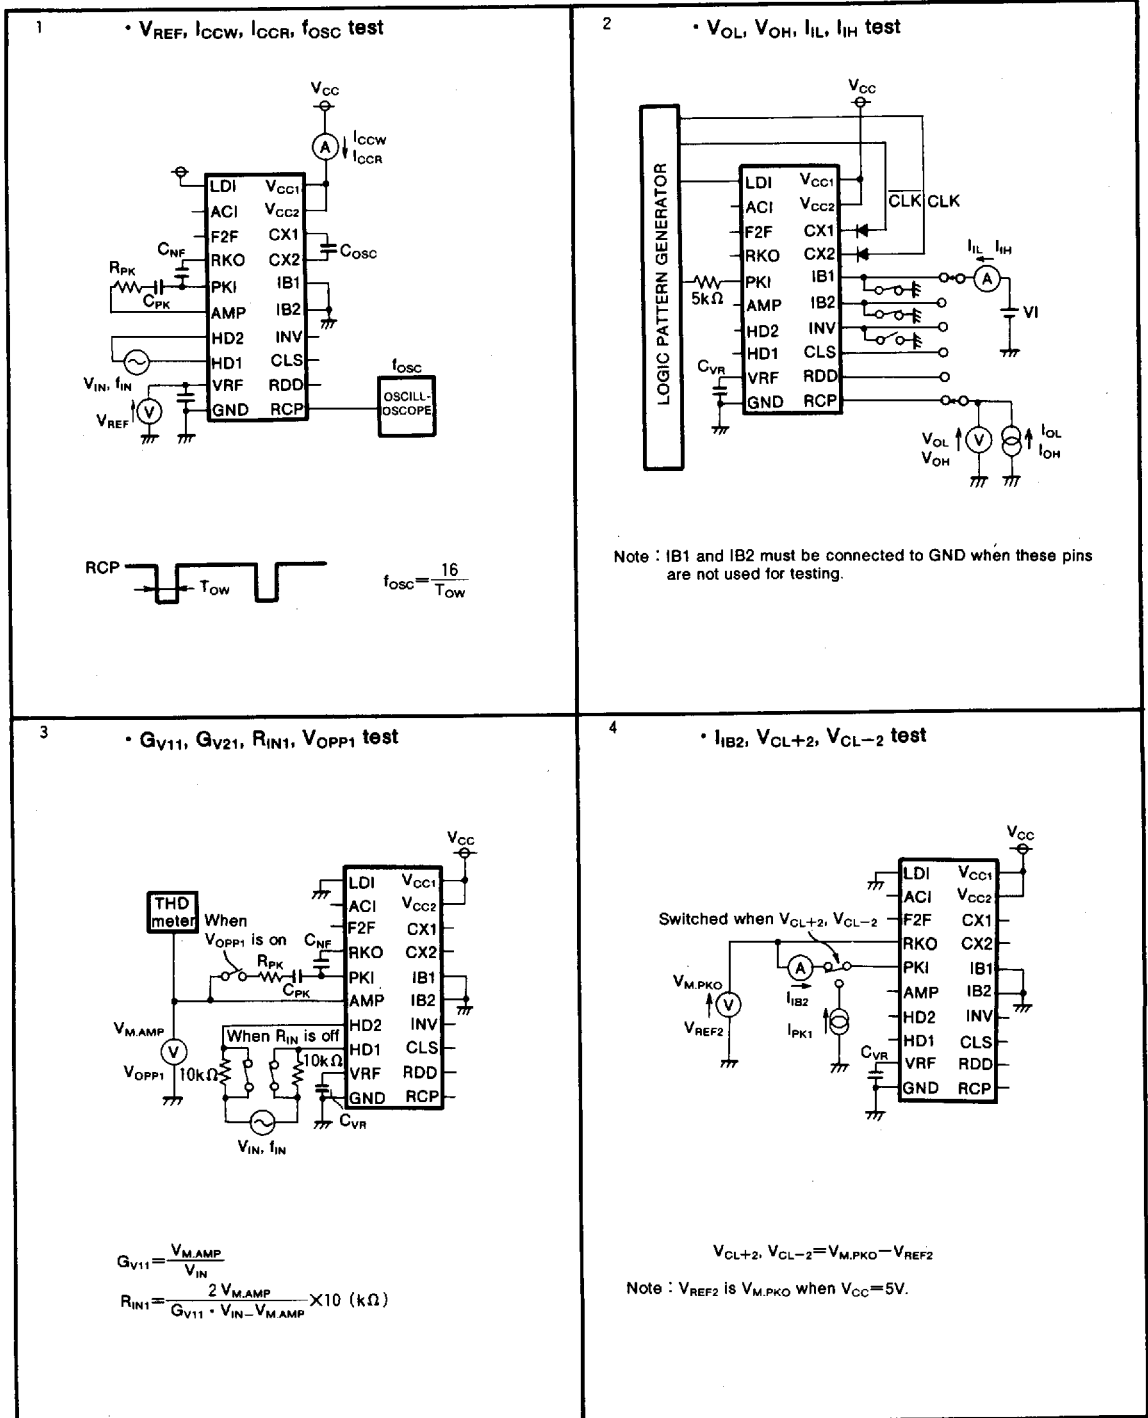 1
• VREF, ICCW, ICCR, fOSC test
VCC
A
ICCW
ICCR
LDI VCC1
ACI VCC2
F2F CX1
RKO CX2
PKI IB1
AMP IB2
HD2 INV
HD1 CLS
VRF RDD
GND RCP
CNF
RPK
CPK
COSC
VIN, fIN
VREF
V
fOSC
OSCILL-
OSCOPE
RCP
TOW
fOSC=16/TOW
2
• VOL, VOH, IIL, IIH test
LOGIC PATTERN GENERATOR
VCC
LDI VCC1
ACI VCC2
F2F CX1
RKO CX2
PKI IB1
AMP IB2
HD2 INV
HD1 CLS
VRF RDD
GND RCP
CLK CLK
5kΩ
CVR
IIL IIH
A
VI
VOL
VOH
V
IOL
IOH
Note : IB1 and IB2 must be connected to GND when these pins
are not used for testing.
3
• GV11, GV21, RIN1, VOPP1 test
VCC
THD
meter
When
VOPP1 is on
CNF
RPK
CPK
LDI VCC1
ACI VCC2
F2F CX1
RKO CX2
PKI IB1
AMP IB2
HD2 INV
HD1 CLS
VRF RDD
GND RCP
VM.AMP
V
VOPP1
When RIN is off
10kΩ
10kΩ
CVR
VIN, fIN
GV11=VM.AMP/VIN
RIN1=2 VM.AMP/GV11 · VIN–VM.AMP ×10 (kΩ)
4
• IIB2, VCL+2, VCL−2 test
VCC
Switched when VCL+2, VCL−2
LDI VCC1
ACI VCC2
F2F CX1
RKO CX2
PKI IB1
AMP IB2
HD2 INV
HD1 CLS
VRF RDD
GND RCP
VM.PKO
V
VREF2
A
IIB2
IPK1
CVR
VCL+2, VCL−2=VM.PKO−VREF2
Note : VREF2 is VM.PKO when VCC=5V.